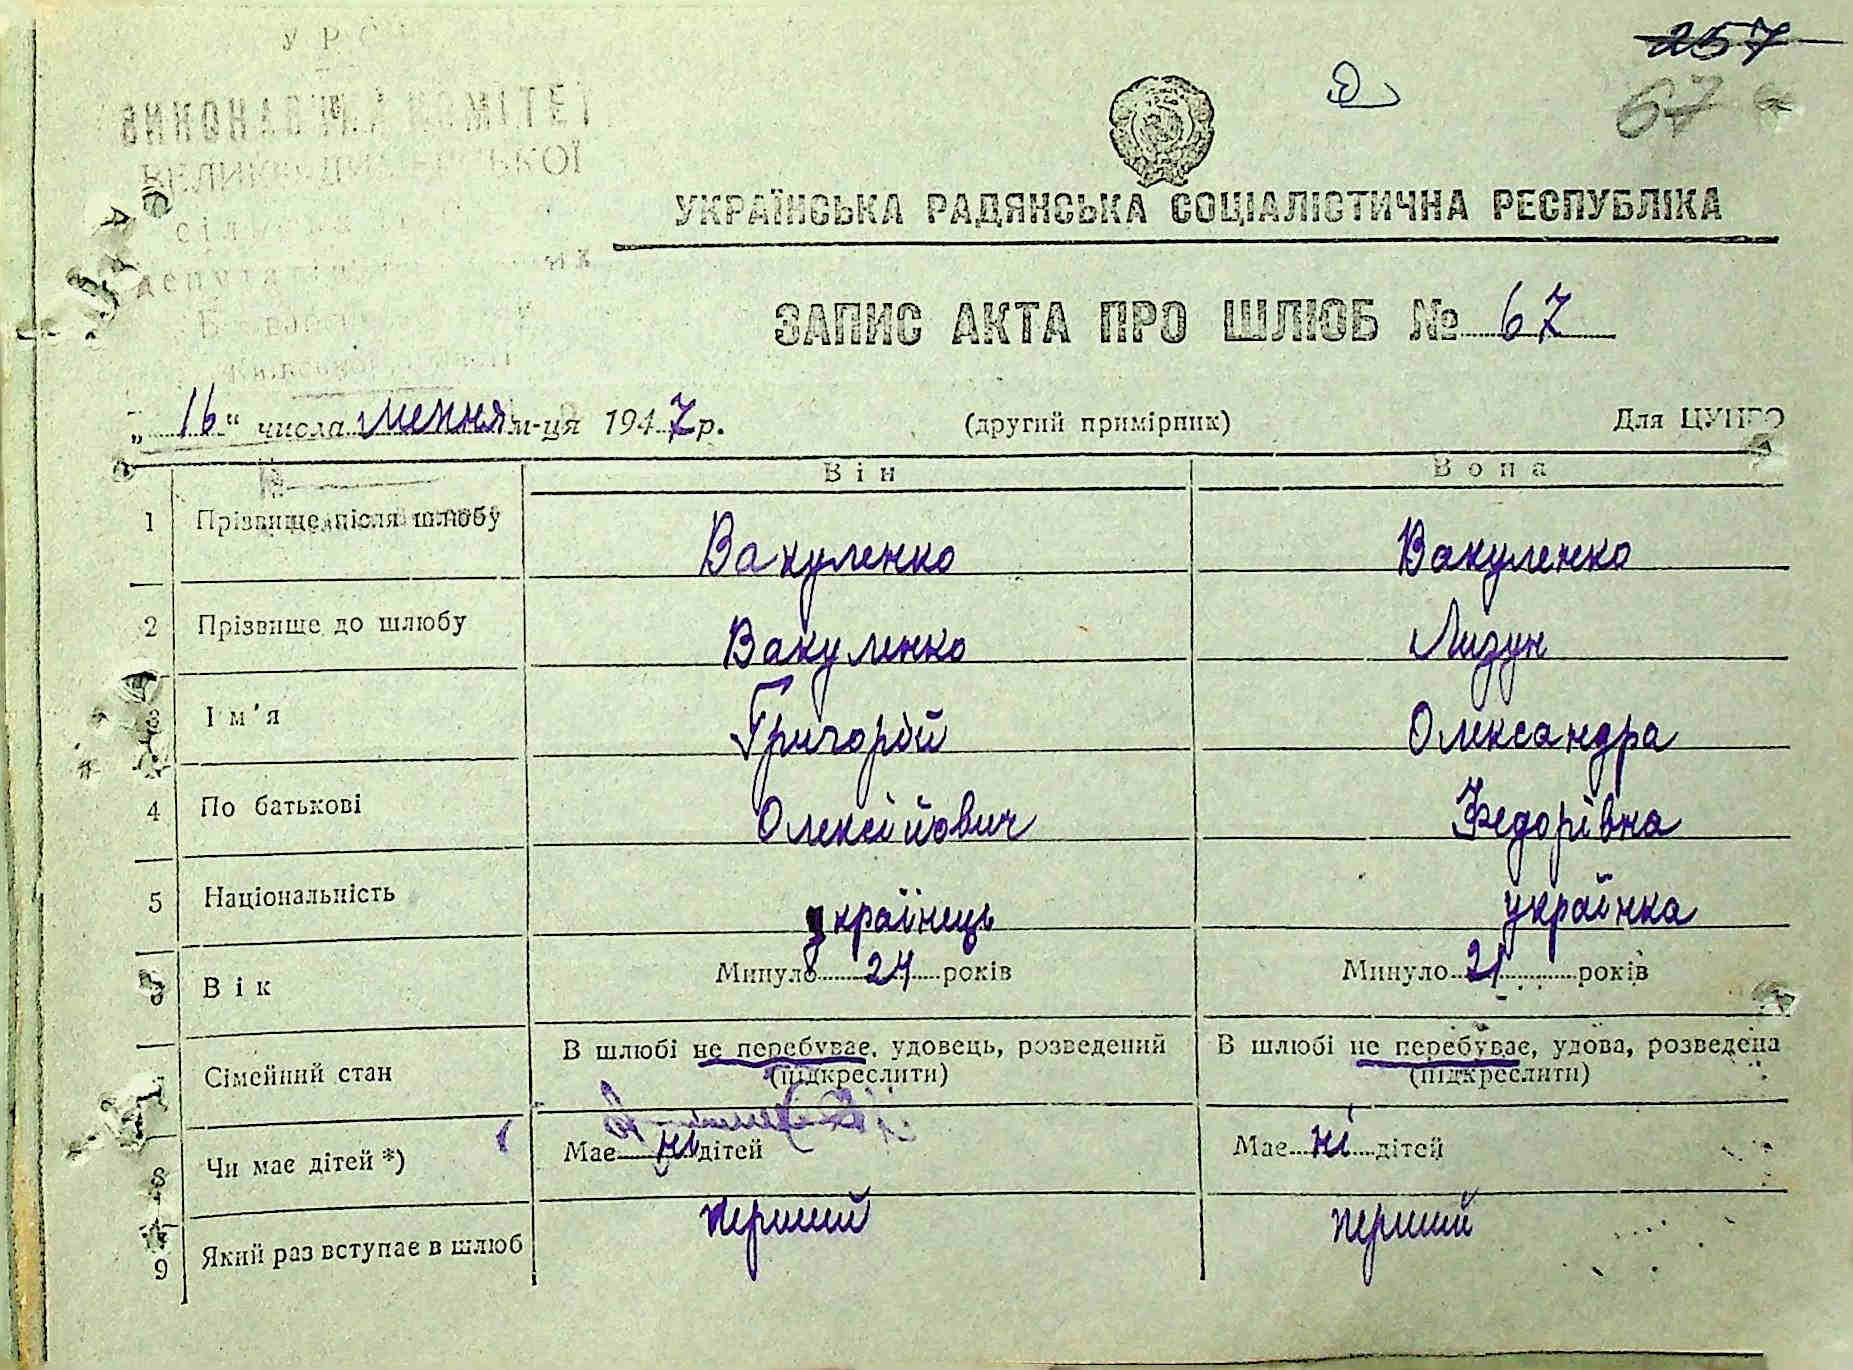 У Р С Р
ВИКОНАВЧИЙ КОМІТЕТ
ВЕЛИКОДИМЕРСЬКОЇ
257
67
УКРАЇНСЬКА РАДЯНСЬКА СОЦІАЛІСТИЧНА РЕСПУБЛІКА
ЗАПИС АКТА ПРО ШЛЮБ № 67
„ 16 “ числа липня м-ця 1947 р. (другий примірник) Для ЦУНГО
Він Вона
1 Прізвище після шлюбу Вакуленко Вакуленко
2 Прізвище до шлюбу Вакуленко Лизун
3 Ім'я Григорій Олександра
4 По батькові Олексійович Федорівна
5 Національність українець українка
6 Вік Минуло 24 років Минуло 21 років
7 Сімейний стан В шлюбі не перебуває, удовець, розведений (підкреслити) В шлюбі не перебуває, удова, розведена (підкреслити)
8 Чи має дітей *) Має ні дітей Має ні дітей
9 Який раз вступає в шлюб перший перший